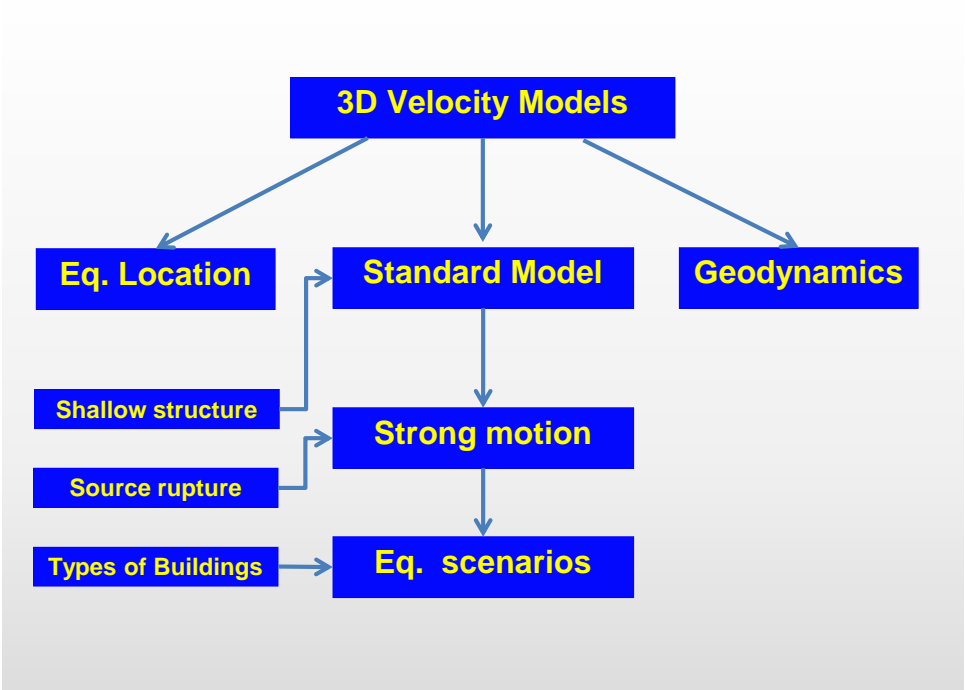 3D Velocity Models
Eq. Location
Standard Model
Geodynamics
Shallow structure
Strong motion
Source rupture
Types of Buildings
Eq. scenarios